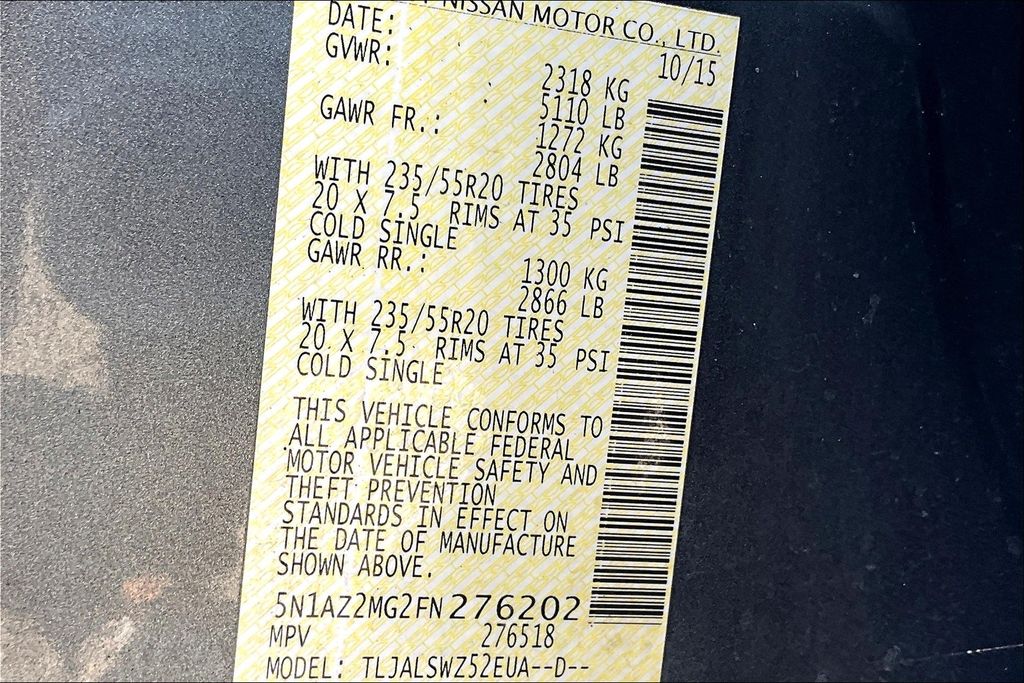 NISSAN MOTOR CO., LTD.
DATE: 10/15
GVWR: 2318 KG
5110 LB
GAWR FR.: 1272 KG
2804 LB
WITH 235/55R20 TIRES
20 X 7.5 RIMS AT 35 PSI
COLD SINGLE
GAWR RR.: 1300 KG
2866 LB
WITH 235/55R20 TIRES
20 X 7.5 RIMS AT 35 PSI
COLD SINGLE
THIS VEHICLE CONFORMS TO
ALL APPLICABLE FEDERAL
MOTOR VEHICLE SAFETY AND
THEFT PREVENTION
STANDARDS IN EFFECT ON
THE DATE OF MANUFACTURE
SHOWN ABOVE.
5N1AZ2MG2FN276202
MPV 276518
MODEL: TLJALSWZ52EUA--D--